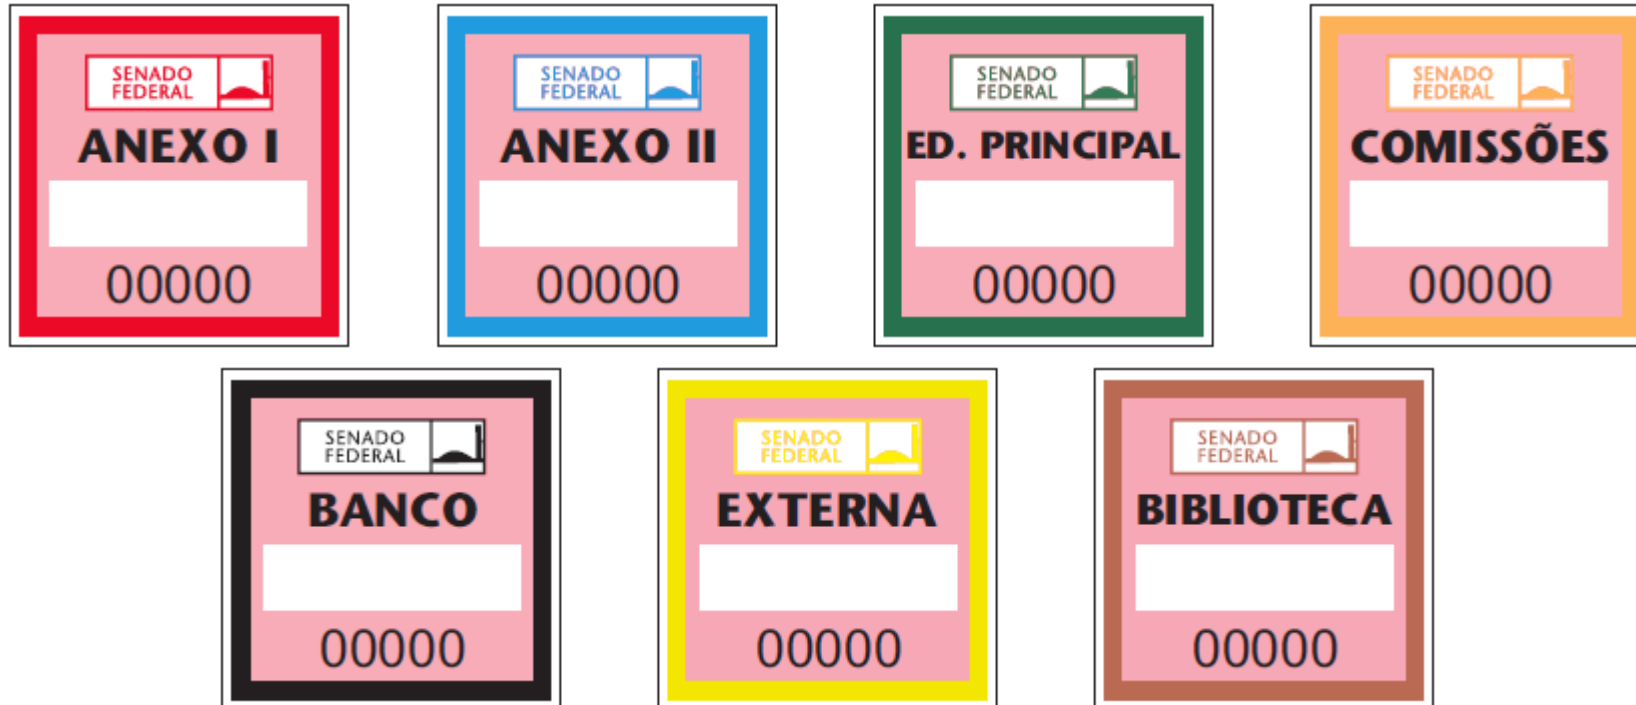 SENADO
FEDERAL
ANEXO I
00000
SENADO
FEDERAL
ANEXO II
00000
SENADO
FEDERAL
ED. PRINCIPAL
00000
SENADO
FEDERAL
COMISSÕES
00000
SENADO
FEDERAL
BANCO
00000
SENADO
FEDERAL
EXTERNA
00000
SENADO
FEDERAL
BIBLIOTECA
00000